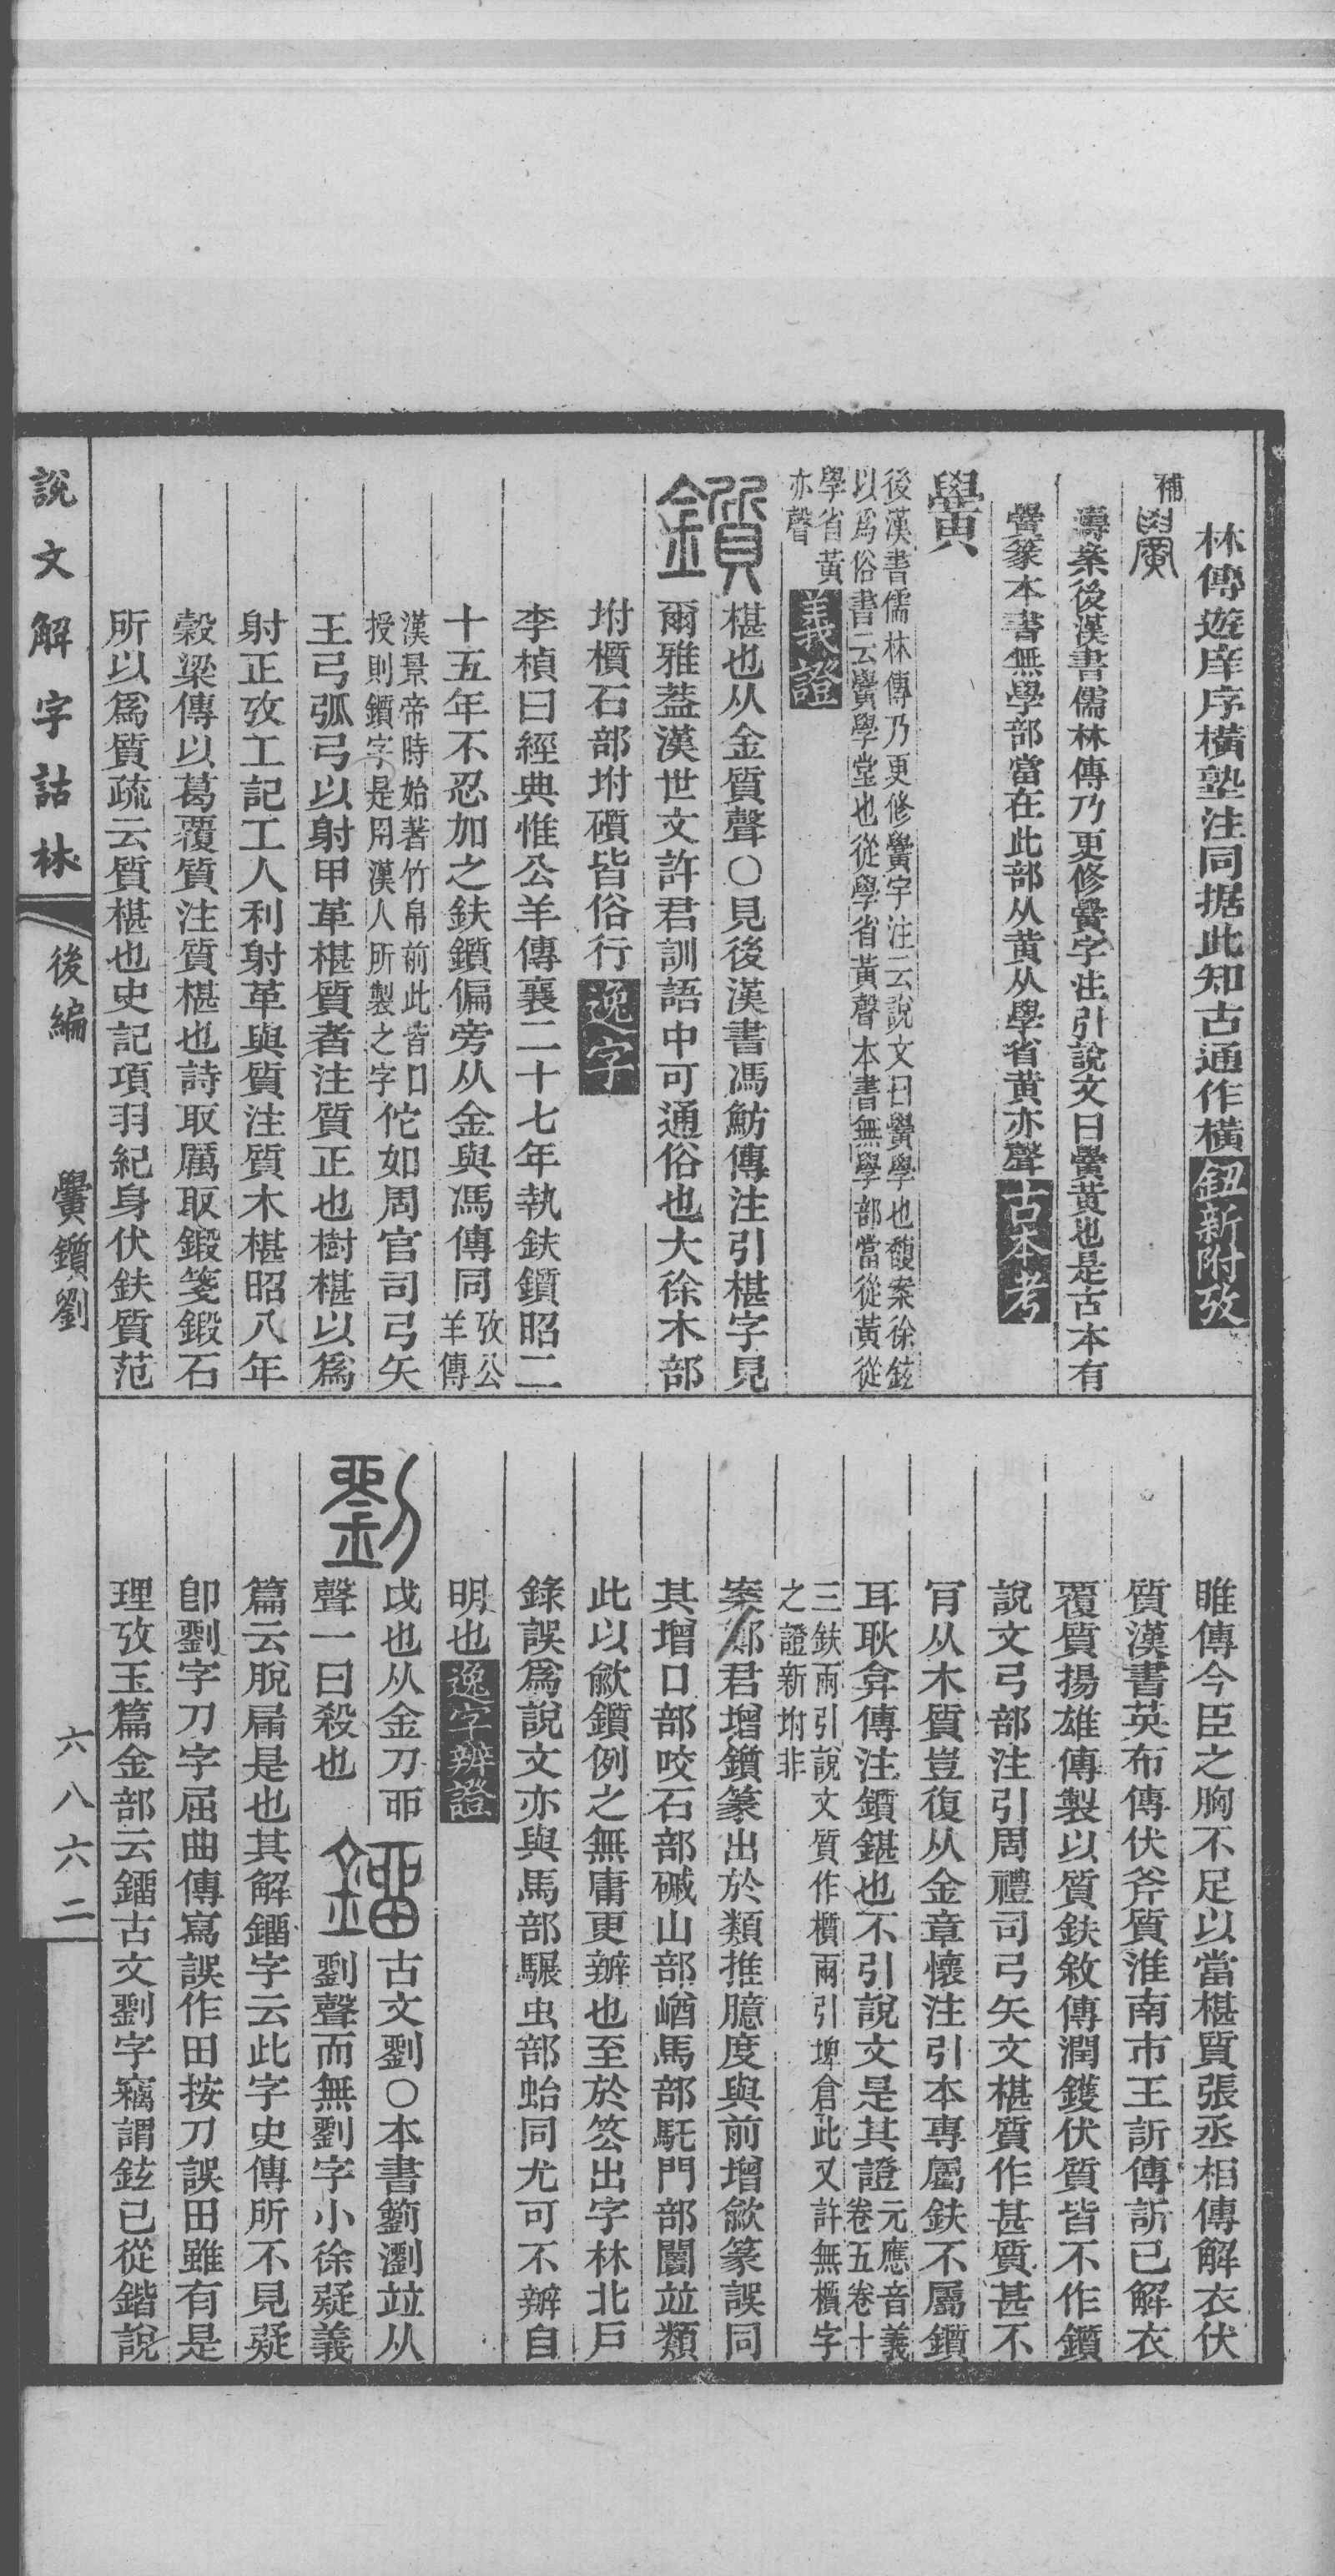 林傳遊庠序橫塾注同据此知古通作橫鈕新附攷
補黌
濤案後漢書儒林傳乃更修黌字注引說文曰黌黃也是古本有
黌篆本書無學部當在此部从黃从學省黃亦聲古本考
黌
後漢書儒林傳乃更修黌宇注云說文曰黌學也馥案徐鉉
以爲俗書云黌學堂也從學省黃聲本書無學部當從黃從
學省黃
亦聲義證
鑕椹也从金質聲○見後漢書馮魴傳注引椹字見
爾雅葢漢世文許君訓語中可通俗也大徐木部
坿櫍石部坿礩皆俗行逸字
李楨曰經典惟公羊傳襄二十七年執鈇鑕昭二
十五年不忍加之鈇鑕偏旁从金與馮傳同攷公
羊傳
漢景帝時始著竹帛前此皆口
授則鑕字是用漢人所製之字佗如周官司弓矢
王弓弧弓以射甲革椹質者注質正也樹椹以爲
射正攷工記工人利射革與質注質木椹昭八年
穀梁傳以葛覆質注質椹也詩取厲取鍛箋鍛石
所以爲質疏云質椹也史記項羽紀身伏鈇質范
睢傳今臣之胸不足以當椹質張丞相傳解衣伏
質漢書英布傳伏斧質淮南市王訢傳訢已解衣
覆質揚雄傳製以質鈇敘傳潤鑊伏質皆不作鑕
說文弓部注引周禮司弓矢文椹質作甚質甚不
肎从木質豈復从金章懷注引本專屬鈇不屬鑕
耳耿弇傳注鑕鍖也不引說文是其證元應音義
卷五卷十
三鈇兩引說文質作櫍兩引埤倉此又許無櫍字
之證新坿非
案鄭君增鑕篆出於類推臆度與前增歈篆誤同
其增口部咬石部碱山部崷馬部馲門部闤竝類
此以歈鑕例之無庸更辦也至於䇦出字林北戶
錄誤爲說文亦與馬部騵虫部蛤同尤可不辦自
明也逸字辨證
劉戉也从金刀丣
聲一曰殺也鐂古文劉○本書籀瀏竝从
劉聲而無劉字小徐疑義
篇云脫漏是也其解鐂字云此字史傳所不見疑
卽劉字刀字屈曲傳寫誤作田按刀誤田雖有是
理攷玉篇金部云鐂古文劉字竊謂鉉已從鍇說
說文解字詁林
後編
黌鑕劉
六八六二